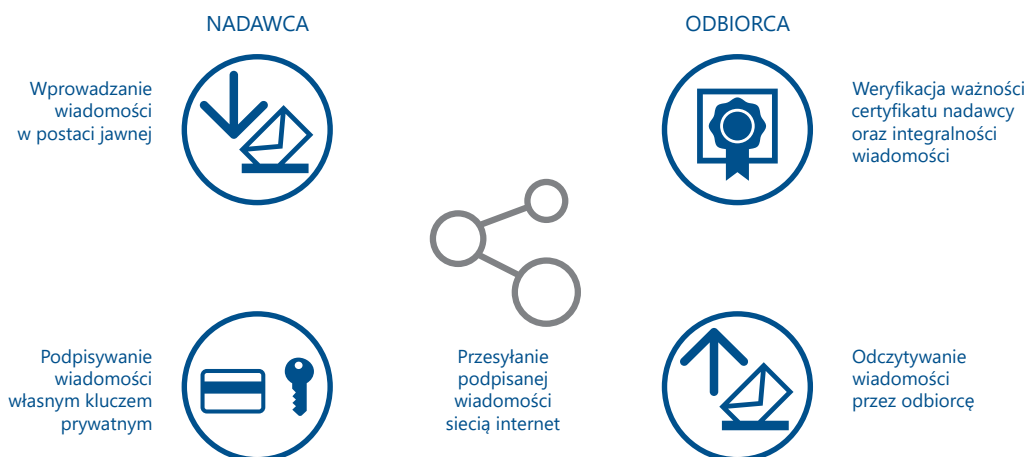 NADAWCA
Wprowadzanie
wiadomości
w postaci jawnej
Podpisywanie
wiadomości
własnym kluczem
prywatnym
Przesyłanie
podpisanej
wiadomości
siecią internet
ODBIORCA
Weryfikacja ważności
certyfikatu nadawcy
oraz integralności
wiadomości
Odczytywanie
wiadomości
przez odbiorcę